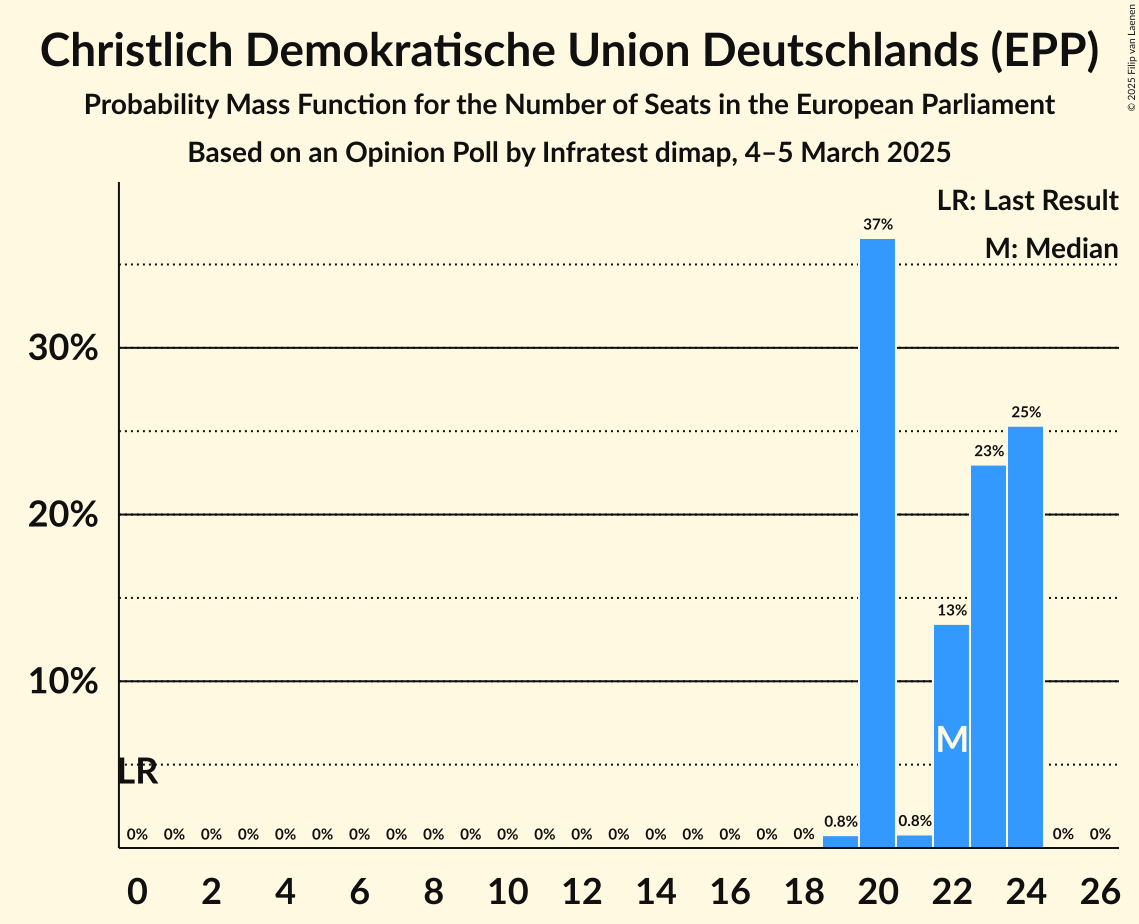 Christlich Demokratische Union Deutschlands (EPP)
Probability Mass Function for the Number of Seats in the European Parliament
Based on an Opinion Poll by Infratest dimap, 4–5 March 2025
© 2025 Filip van Laenen
LR: Last Result
M: Median
37%
30%
25%
23%
20%
13%
10%
M
LR
0% 0% 0% 0% 0% 0% 0% 0% 0% 0% 0% 0% 0% 0% 0% 0% 0% 0% 0% 0.8% 0.8% 0% 0%
0 2 4 6 8 10 12 14 16 18 20 22 24 26